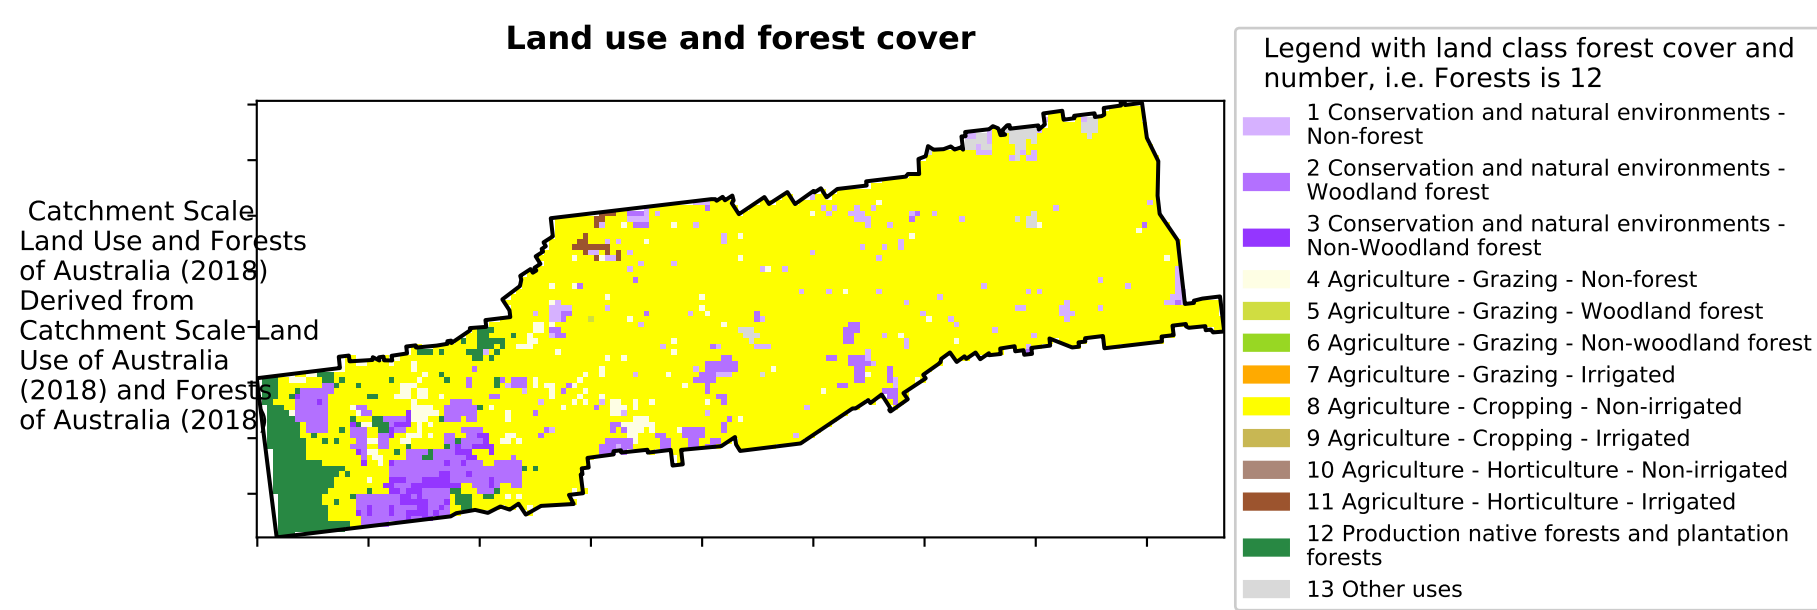 Land use and forest cover
Catchment Scale
Land Use and Forests
of Australia (2018)
Derived from
Catchment Scale Land
Use of Australia
(2018) and Forests
of Australia (2018)
Legend with land class forest cover and
number, i.e. Forests is 12
1 Conservation and natural environments -
Non-forest
2 Conservation and natural environments -
Woodland forest
3 Conservation and natural environments -
Non-Woodland forest
4 Agriculture - Grazing - Non-forest
5 Agriculture - Grazing - Woodland forest
6 Agriculture - Grazing - Non-woodland forest
7 Agriculture - Grazing - Irrigated
8 Agriculture - Cropping - Non-irrigated
9 Agriculture - Cropping - Irrigated
10 Agriculture - Horticulture - Non-irrigated
11 Agriculture - Horticulture - Irrigated
12 Production native forests and plantation
forests
13 Other uses